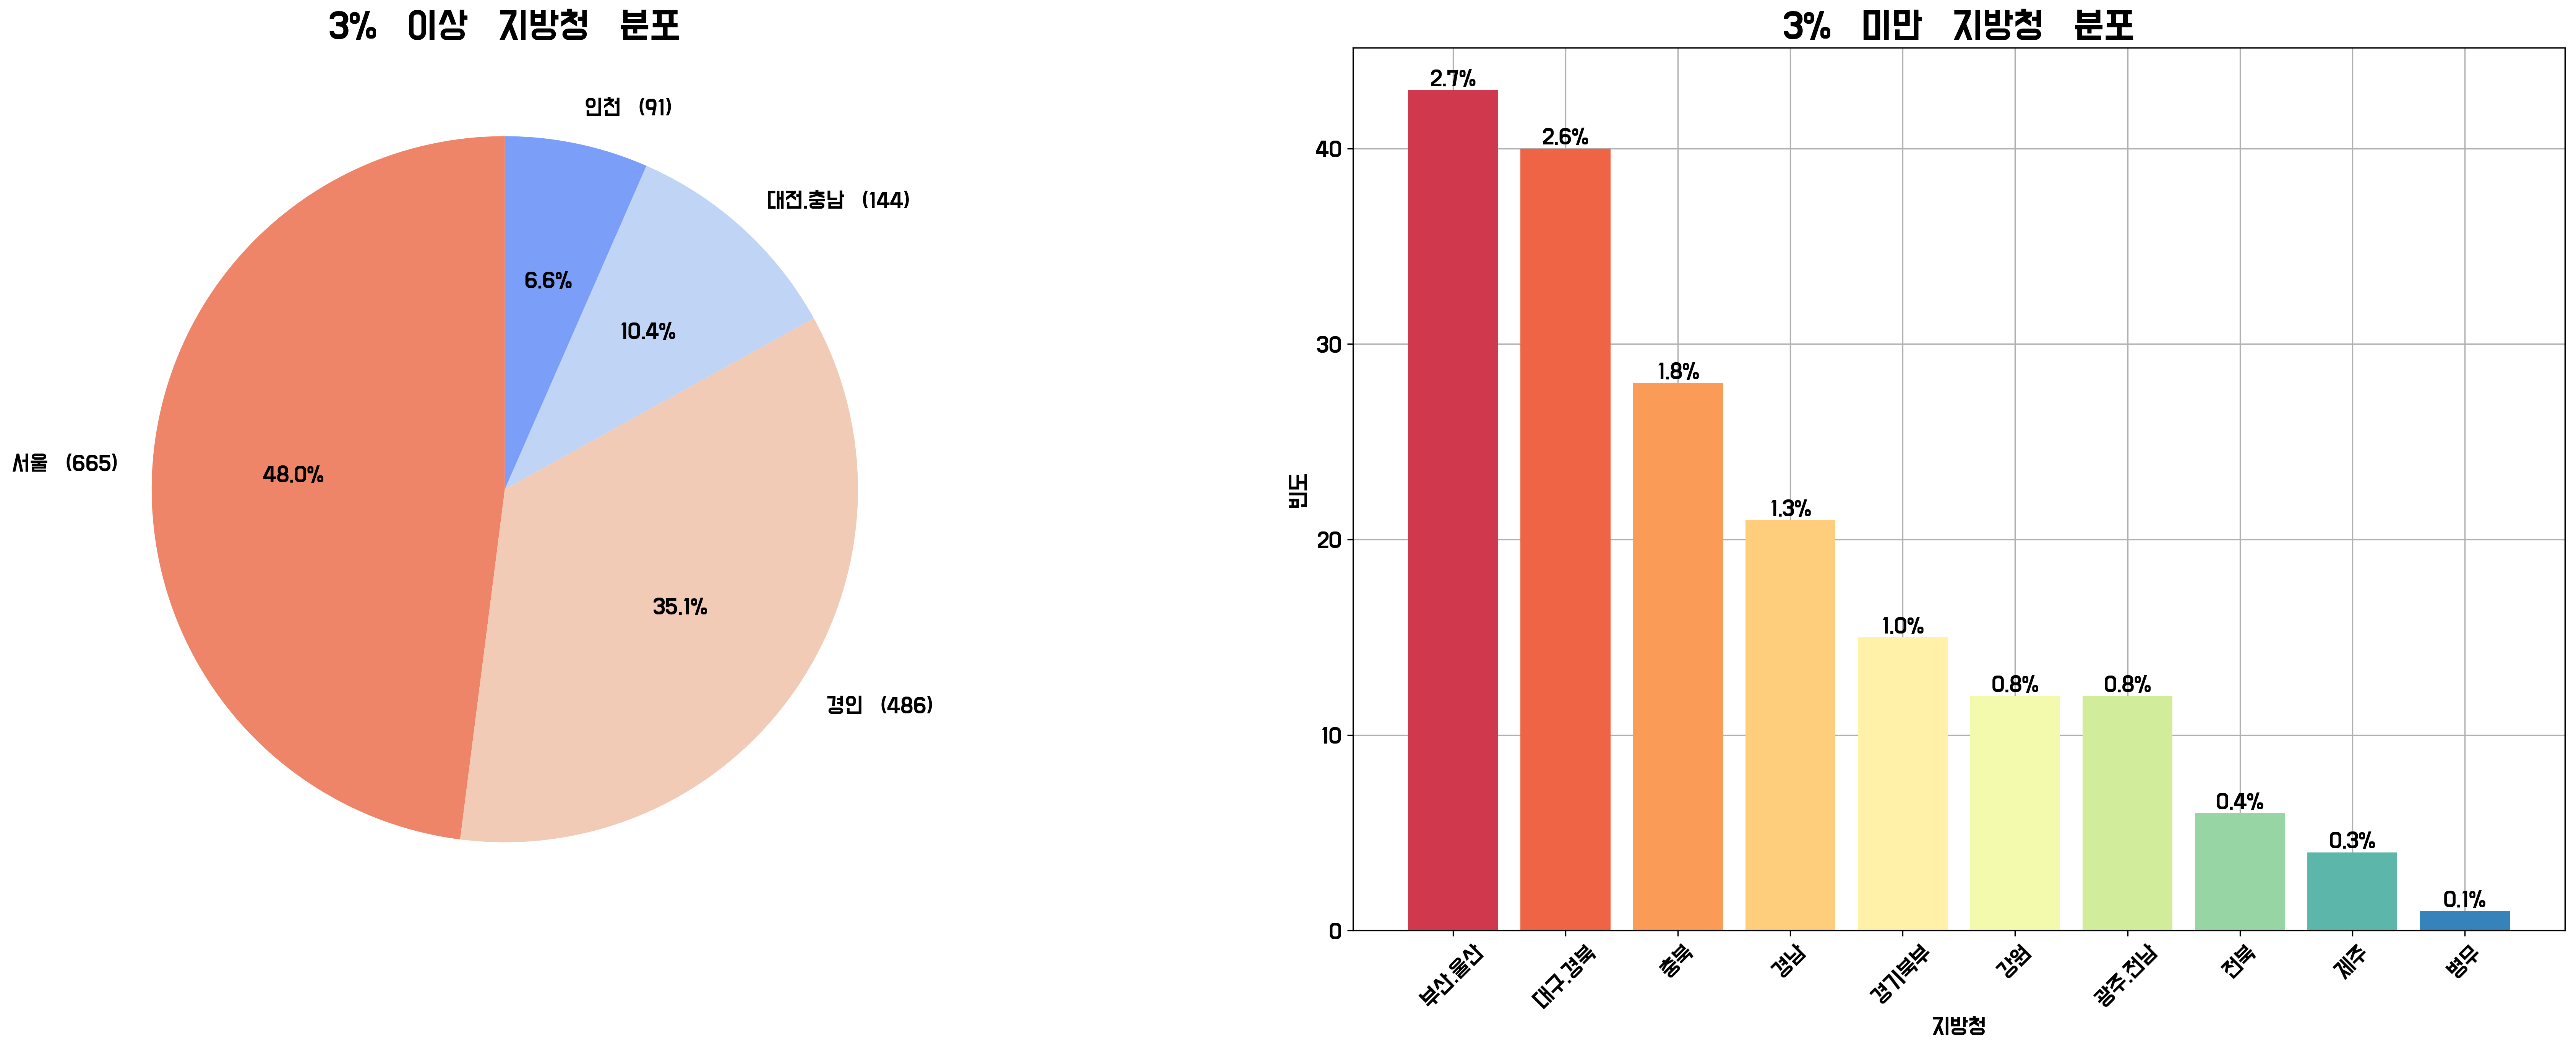 3% 이상 지방청 분포
인천 (91)
대전.충남 (144)
6.6%
10.4%
서울 (665)
48.0%
35.1%
경인 (486)
3% 미만 지방청 분포
2.7%
2.6%
1.8%
1.3%
1.0%
0.8%
0.8%
0.4%
0.3%
0.1%
40
30
20
10
0
빈도
부산.울산
대구.경북
충북
경남
경기북부
강원
광주.전남
전북
제주
병무
지방청